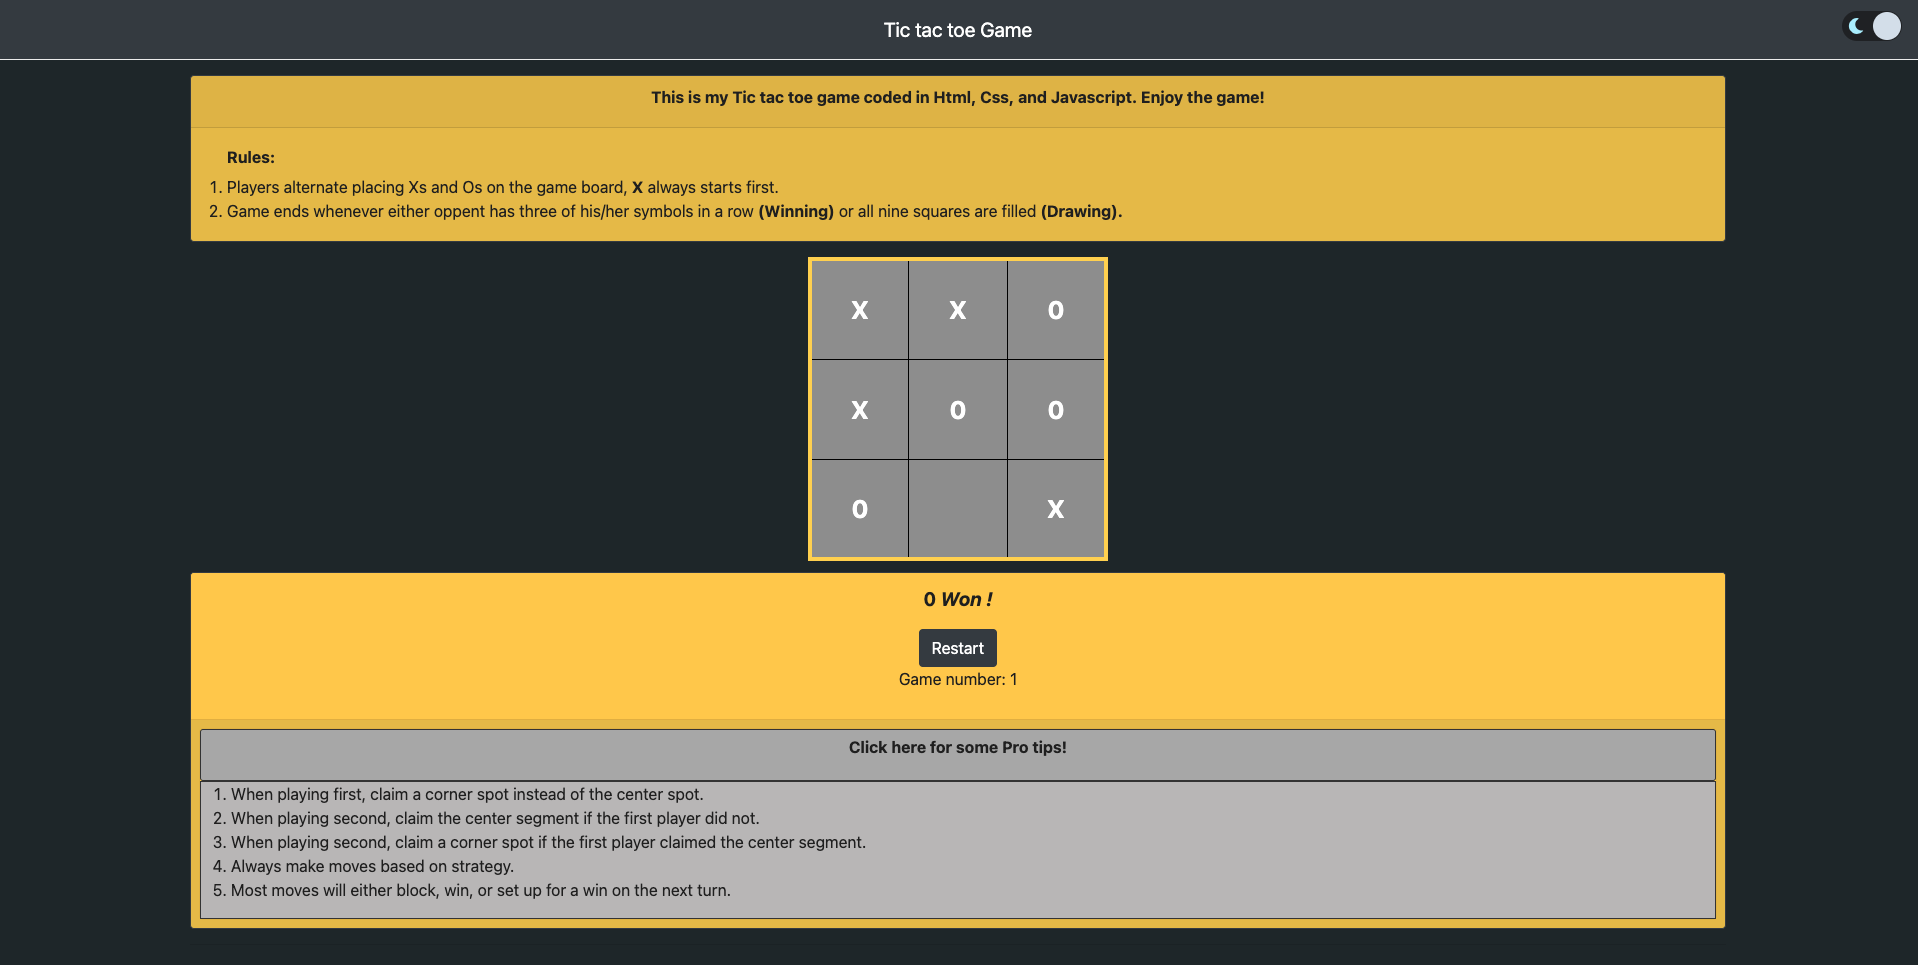 Tic tac toe Game
This is my Tic tac toe game coded in Html, Css, and Javascript. Enjoy the game!
Rules:
1. Players alternate placing Xs and Os on the game board, X always starts first.
2. Game ends whenever either oppent has three of his/her symbols in a row (Winning) or all nine squares are filled (Drawing).
X X 0
X 0 0
0 X
0 Won !
Restart
Game number: 1
Click here for some Pro tips!
1. When playing first, claim a corner spot instead of the center spot.
2. When playing second, claim the center segment if the first player did not.
3. When playing second, claim a corner spot if the first player claimed the center segment.
4. Always make moves based on strategy.
5. Most moves will either block, win, or set up for a win on the next turn.